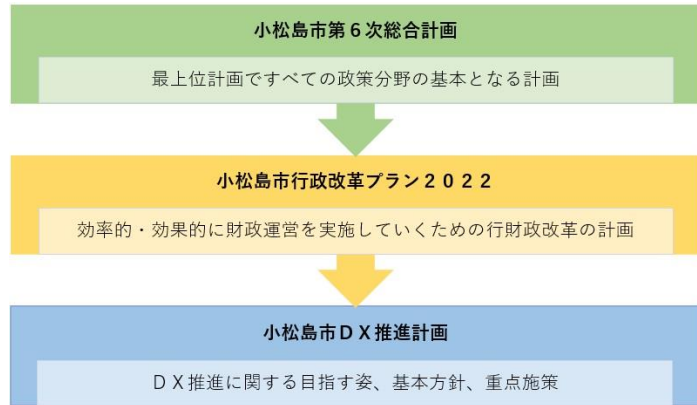 小松島市第６次総合計画
最上位計画ですべての政策分野の基本となる計画
小松島市行政改革プラン２０２２
効率的・効果的に財政運営を実施していくための行財政改革の計画
小松島市ＤＸ推進計画
ＤＸ推進に関する目指す姿、基本方針、重点施策